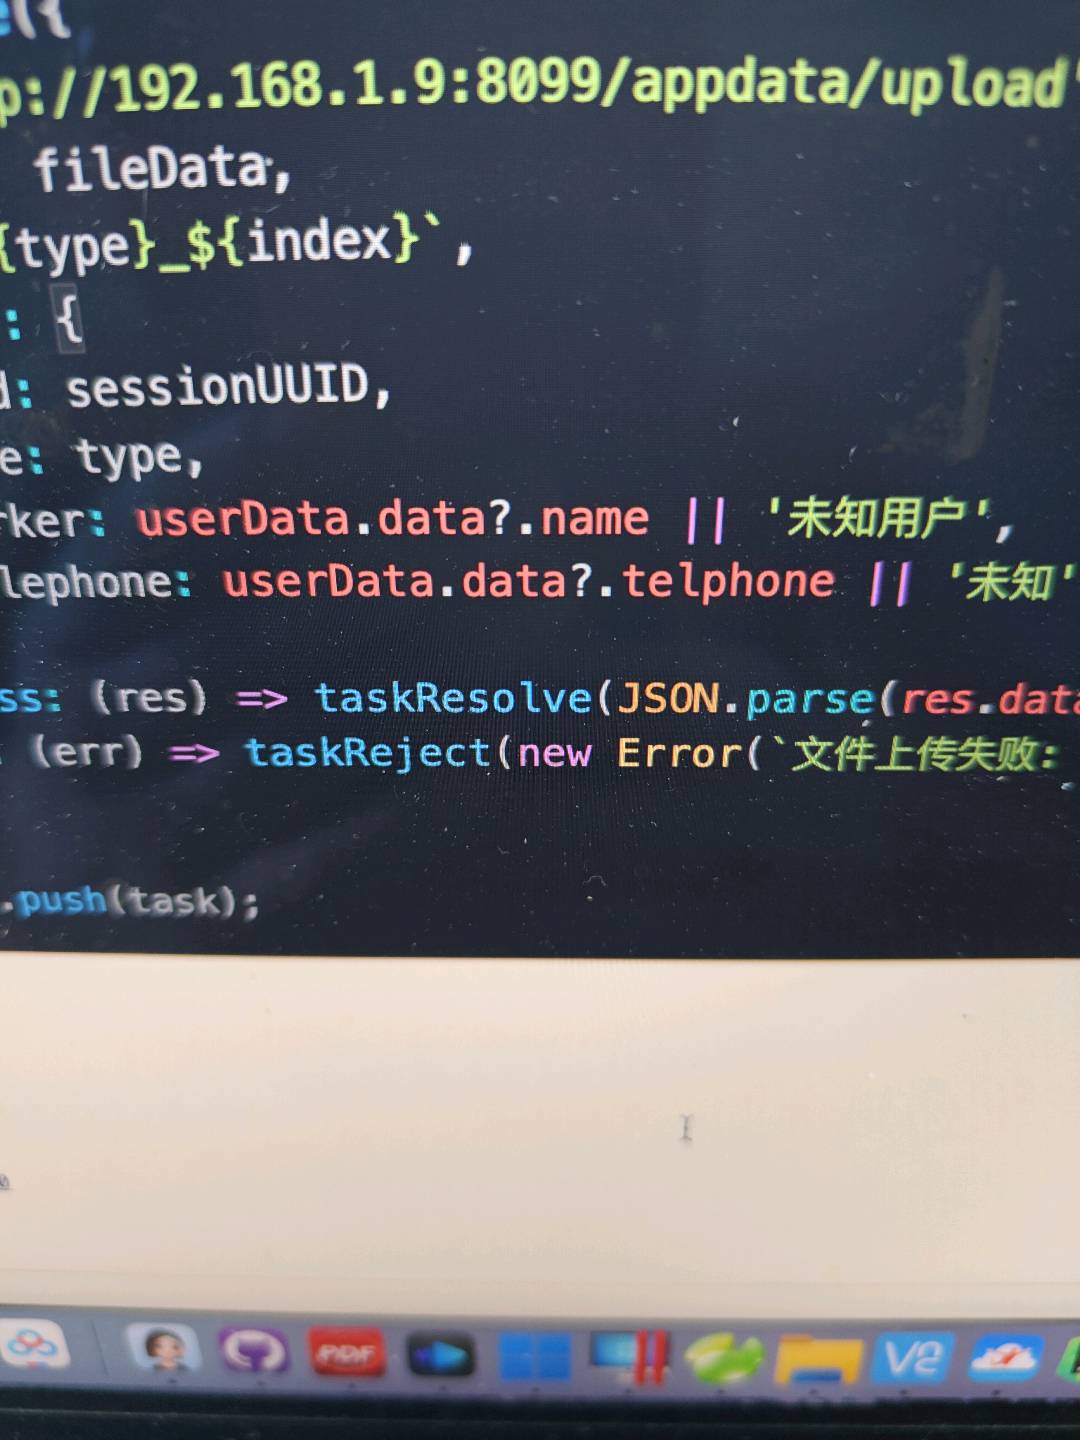 ({
p://192.168.1.9:8099/appdata/upload'
fileData,
{type}_${index}`,
: {
d: sessionUUID,
e: type,
rker: userData.data?.name || '未知用户',
lephone: userData.data?.telphone || '未知'
ss: (res) => taskResolve(JSON.parse(res.data
(err) => taskReject(new Error(`文件上传失败:
.push(task);
PDF
V2